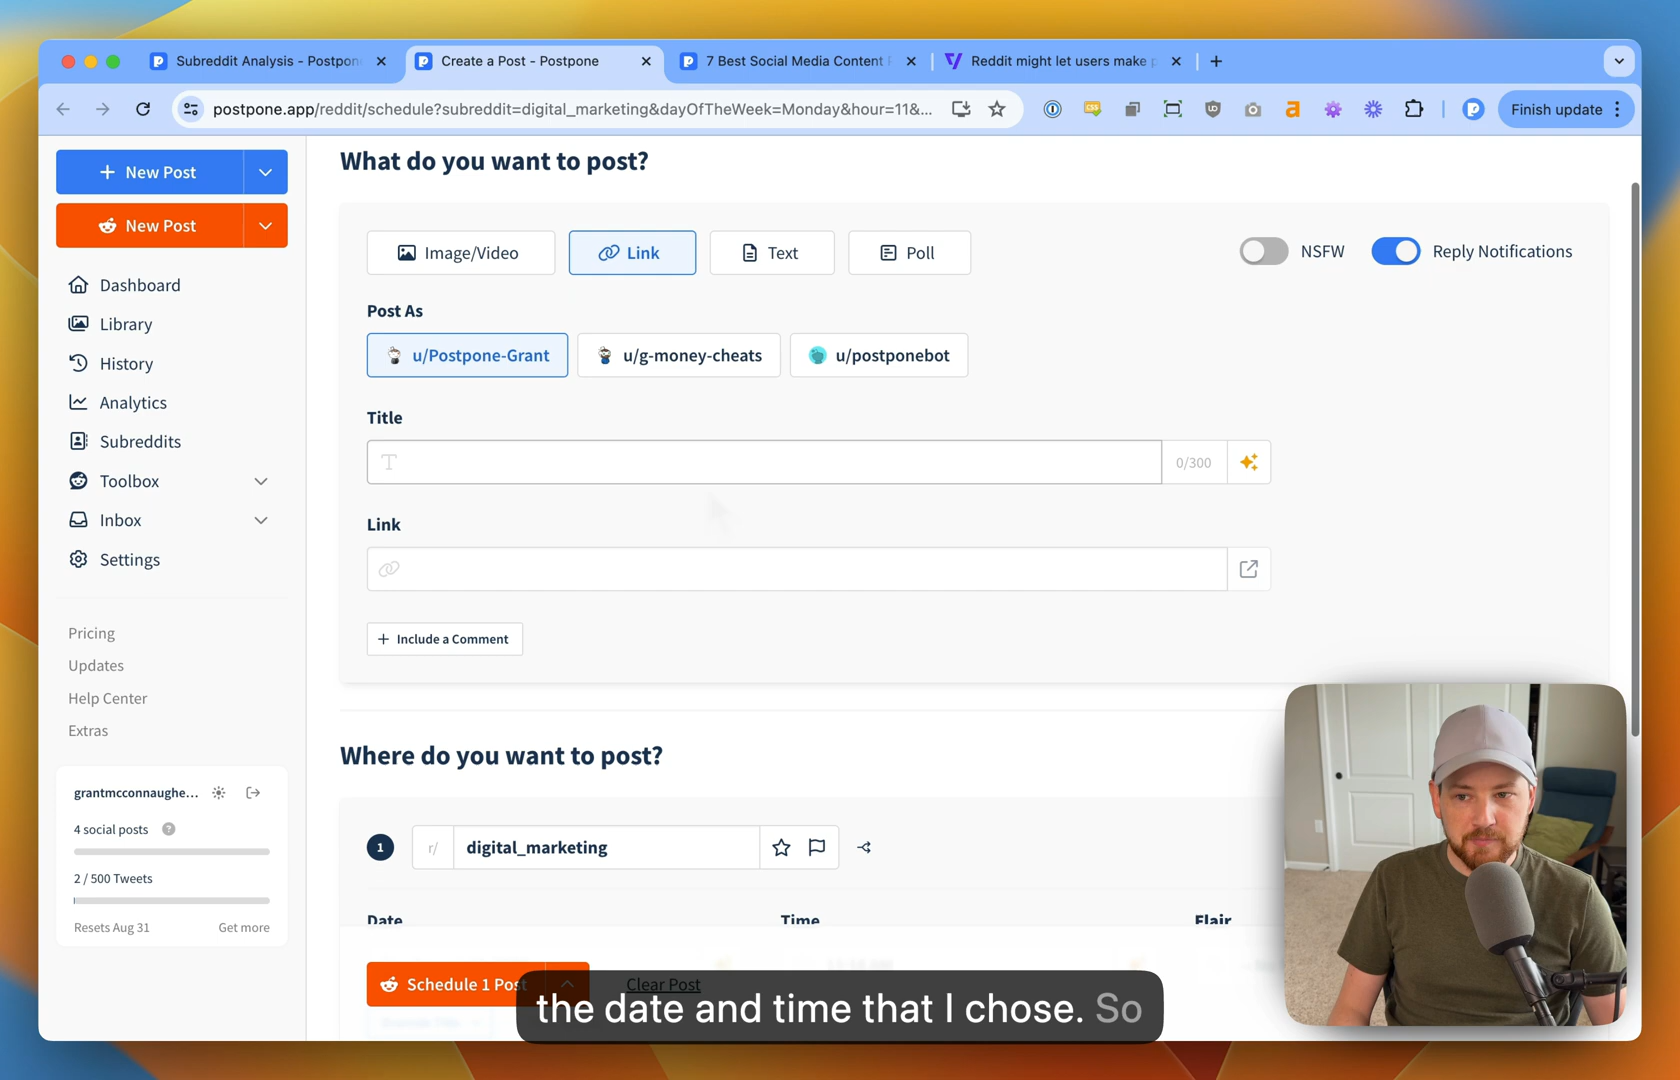 Subreddit Analysis - Postpon
Create a Post - Postpone
7 Best Social Media Content
Reddit might let users make
postpone.app/reddit/schedule?subreddit=digital_marketing&dayOfTheWeek=Monday&hour=11&...
Finish update
New Post
New Post
Dashboard
Library
History
Analytics
Subreddits
Toolbox
Inbox
Settings
Pricing
Updates
Help Center
Extras
grantmcconnaughe...
4 social posts
2 / 500 Tweets
Resets Aug 31 Get more
What do you want to post?
Image/Video Link Text Poll NSFW Reply Notifications
Post As
u/Postpone-Grant u/g-money-cheats u/postponebot
Title
0/300
Link
+ Include a Comment
Where do you want to post?
1 r/ digital_marketing
Date Time Flair
Schedule 1 Post Clear Post
the date and time that I chose. So